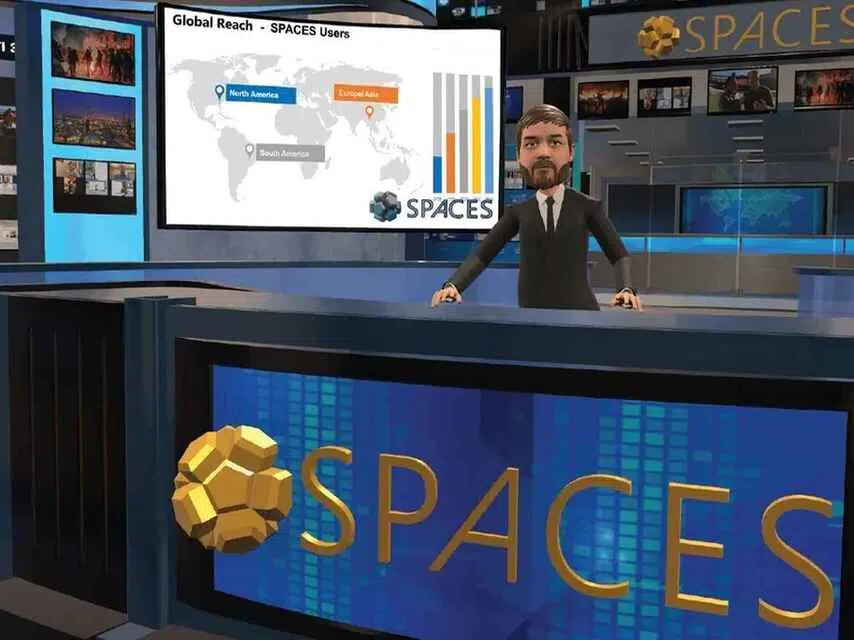 Global Reach - SPACES Users
SPACES
North America
Europe/ Asia
South America
SPACES
SPACES